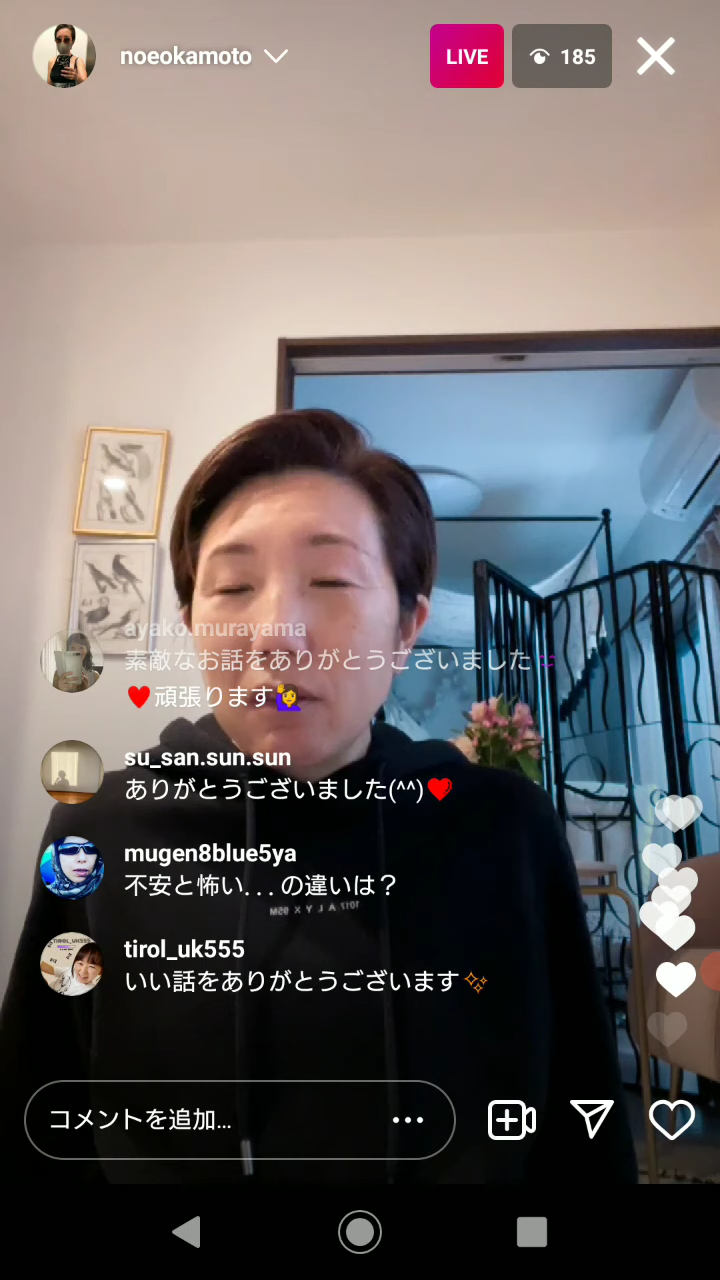 noeokamoto
LIVE
185
ayako.murayama
素敵なお話をありがとうございました
❤️頑張ります🙋‍♀️
su_san.sun.sun
ありがとうございました(^^)❤️
mugen8blue5ya
不安と怖い...の違いは？
tirol_uk555
いい話をありがとうございます✨
コメントを追加...